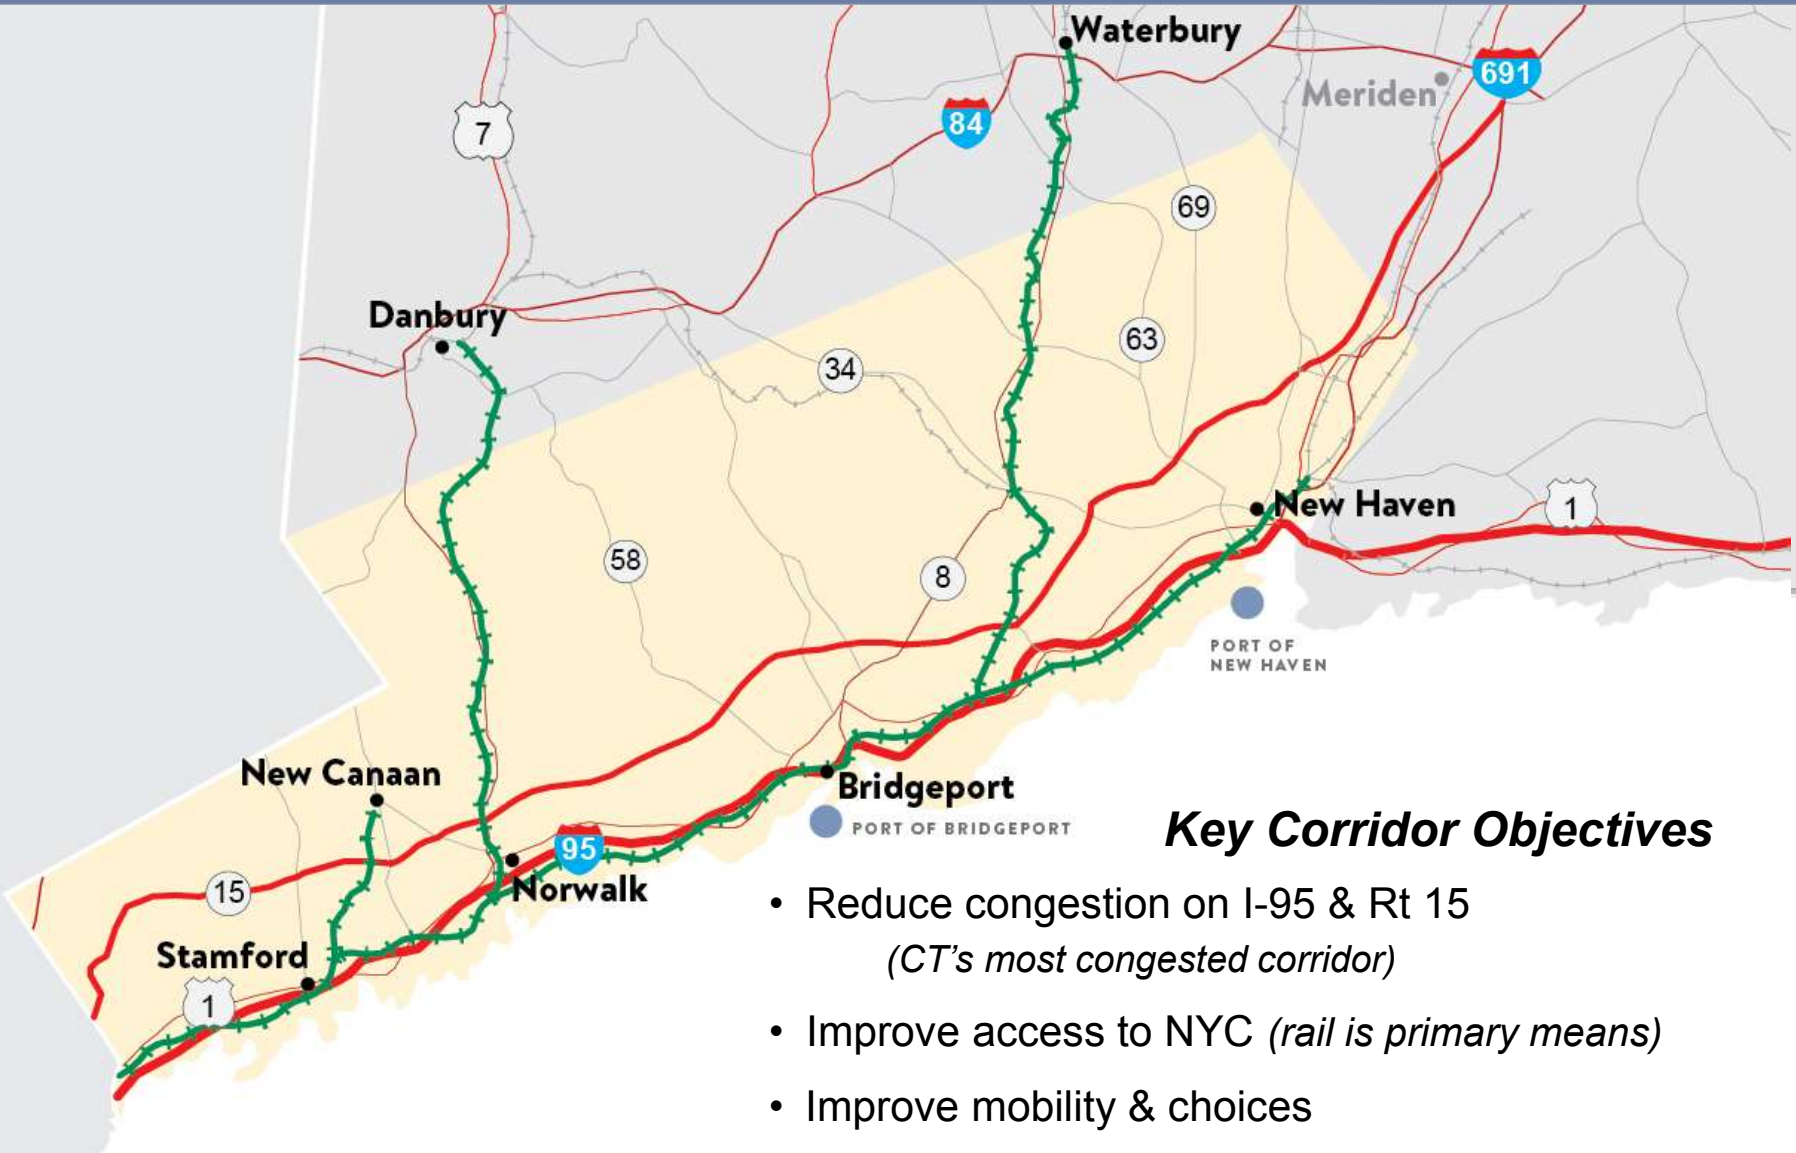 Waterbury
691
Meriden
84
7
69
Danbury
63
34
New Haven
1
58
8
PORT OF
NEW HAVEN
New Canaan
Bridgeport
PORT OF BRIDGEPORT
95
Norwalk
15
Stamford
1
Key Corridor Objectives
• Reduce congestion on I-95 & Rt 15
(CT’s most congested corridor)
• Improve access to NYC (rail is primary means)
• Improve mobility & choices